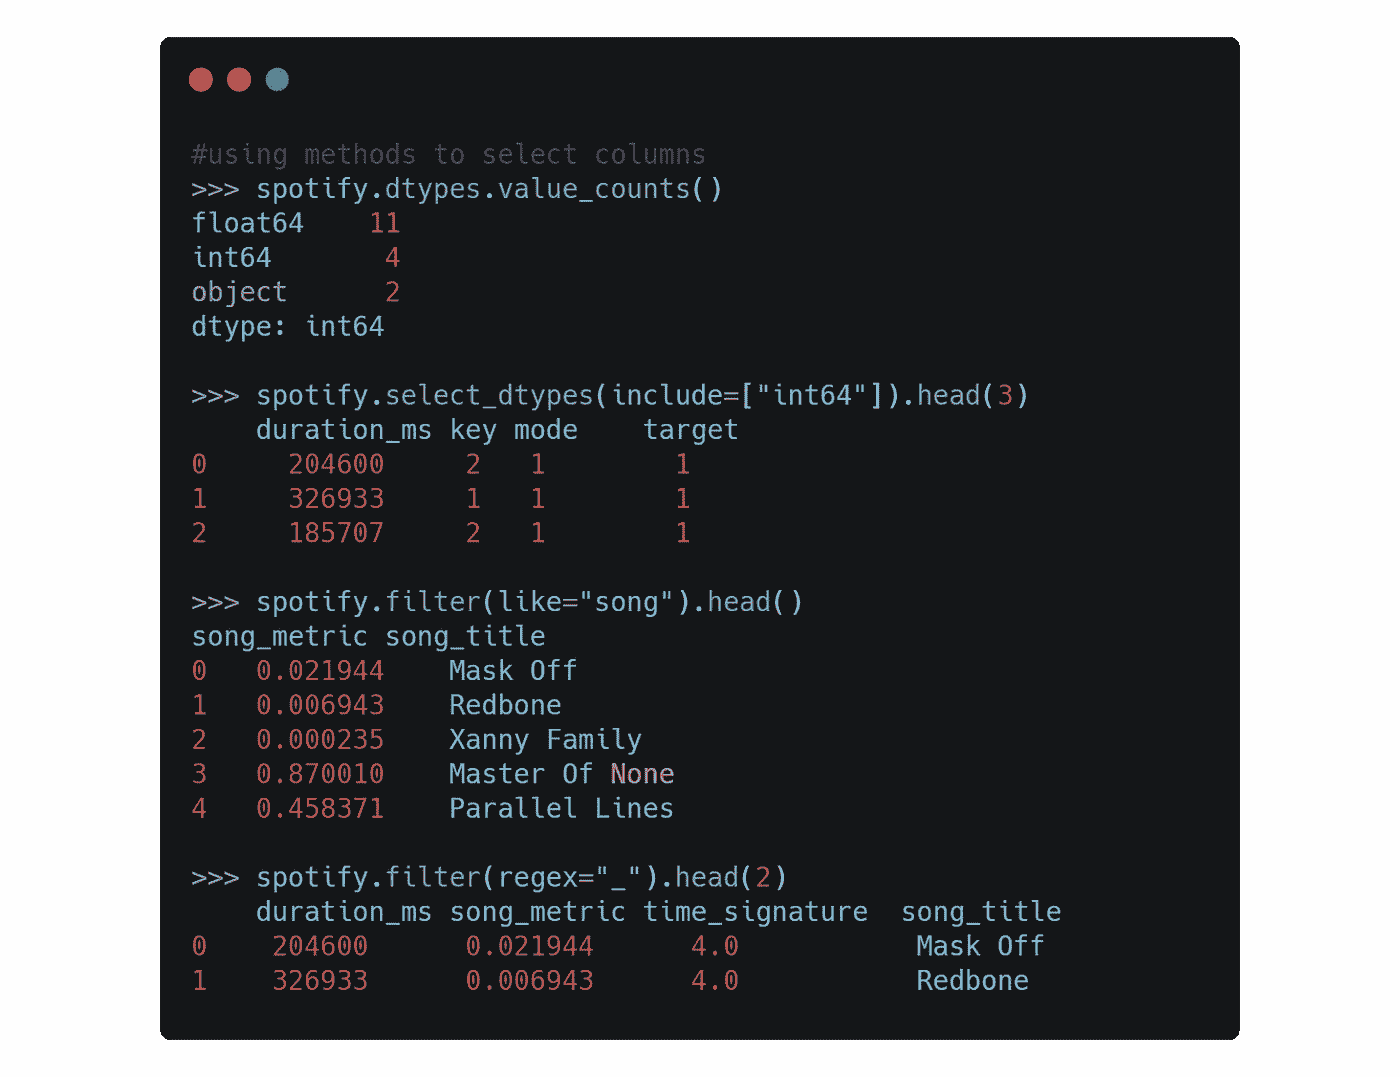 #using methods to select columns
>>> spotify.dtypes.value_counts()
float64    11
int64       4
object      2
dtype: int64

>>> spotify.select_dtypes(include=["int64"]).head(3)
    duration_ms key mode    target
0     204600     2   1        1
1     326933     1   1        1
2     185707     2   1        1

>>> spotify.filter(like="song").head()
song_metric song_title
0   0.021944    Mask Off
1   0.006943    Redbone
2   0.000235    Xanny Family
3   0.870010    Master Of None
4   0.458371    Parallel Lines

>>> spotify.filter(regex="_").head(2)
    duration_ms song_metric time_signature  song_title
0    204600      0.021944      4.0           Mask Off
1    326933      0.006943      4.0           Redbone